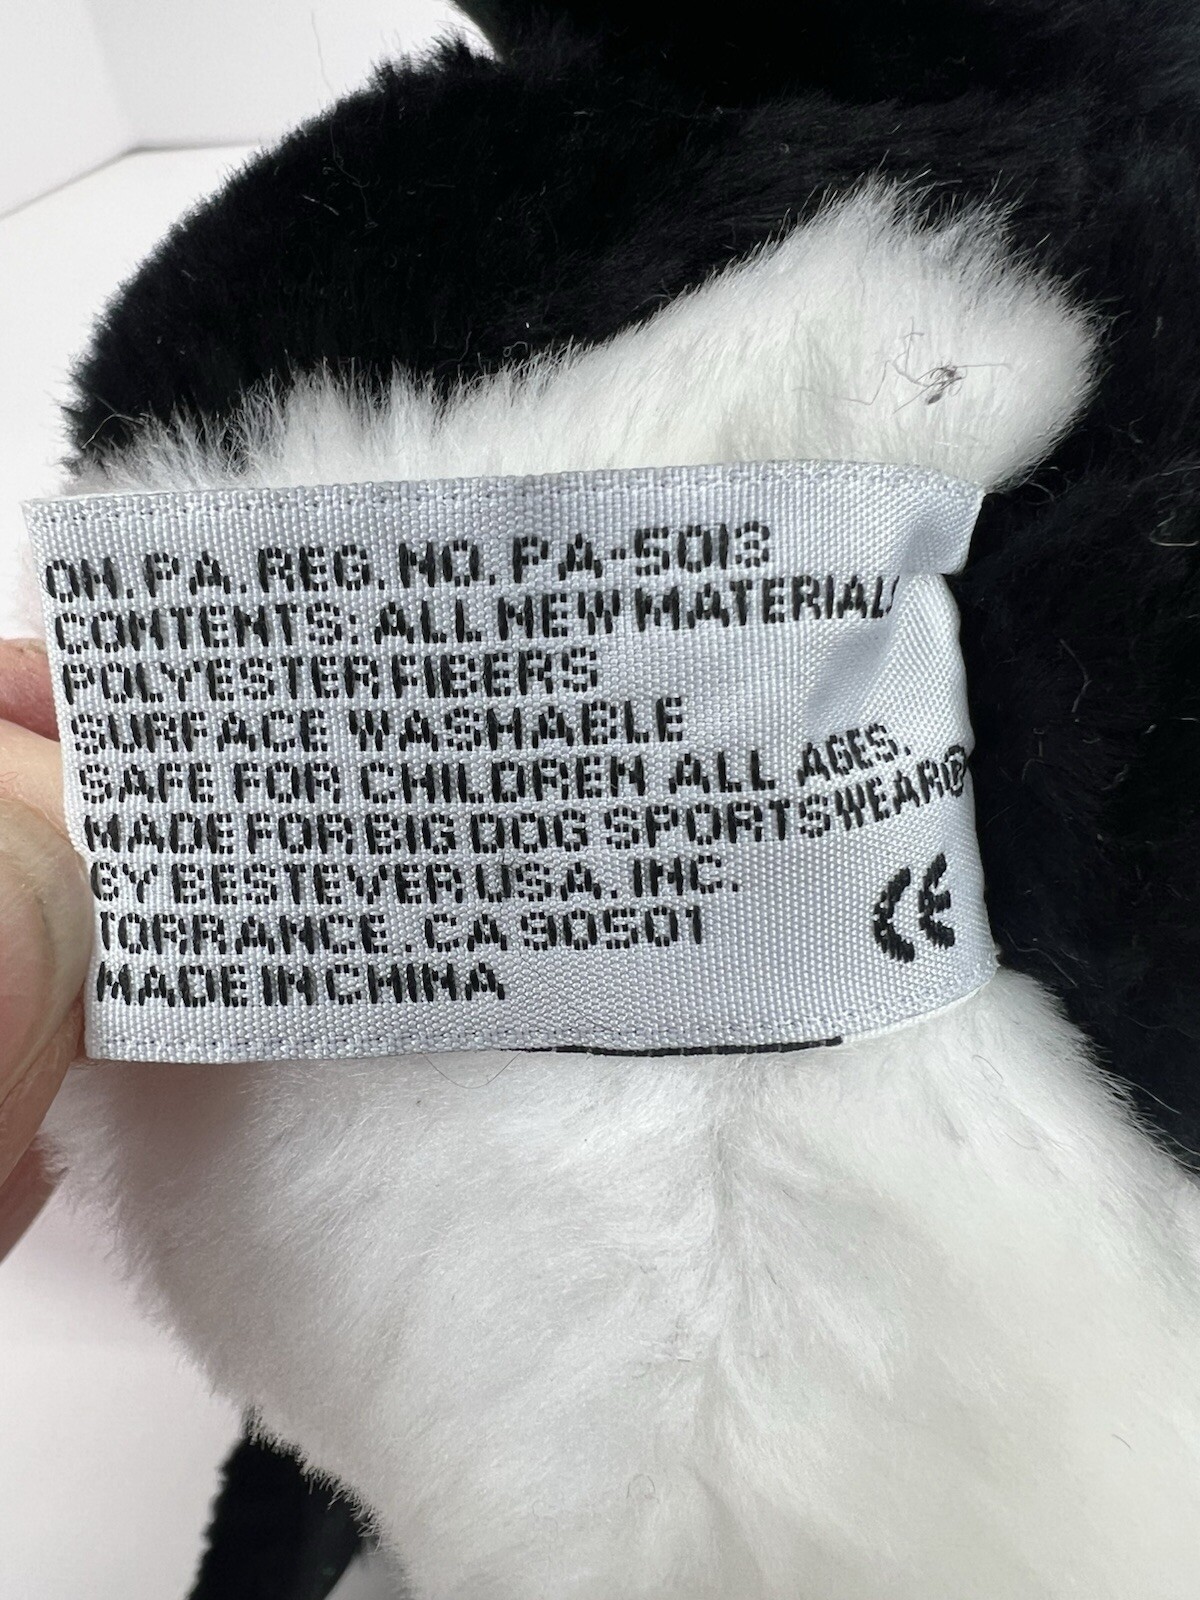 OH.PA.REG.NO.PA-5013
CONTENTS: ALL NEW MATERIALS
POLYESTER FIBERS
SURFACE WASHABLE
SAFE FOR CHILDREN ALL AGES.
MADE FOR BIG DOG SPORTSWEAR®
BY BESTEVER USA. INC.
TORRANCE. CA 90501
MADE IN CHINA
CE